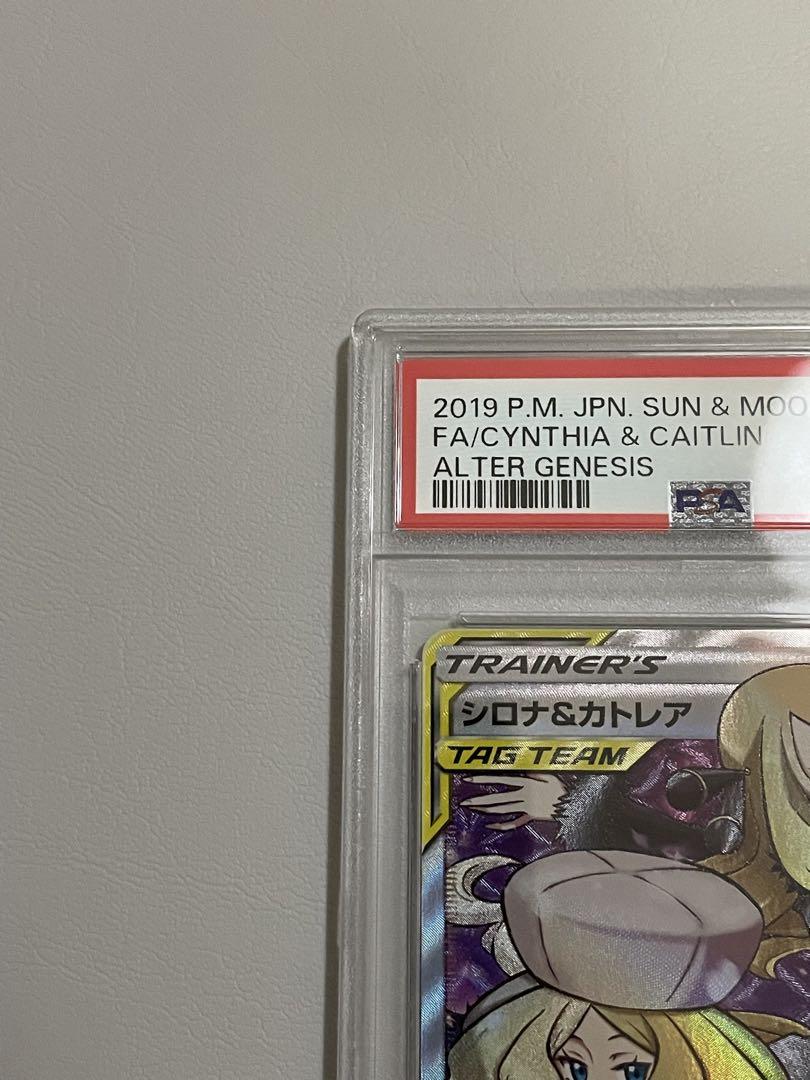 2019 P.M. JPN. SUN & MOO
FA/CYNTHIA & CAITLIN
ALTER GENESIS
PSA
TRAINER'S
シロナ&カトレア
TAG TEAM